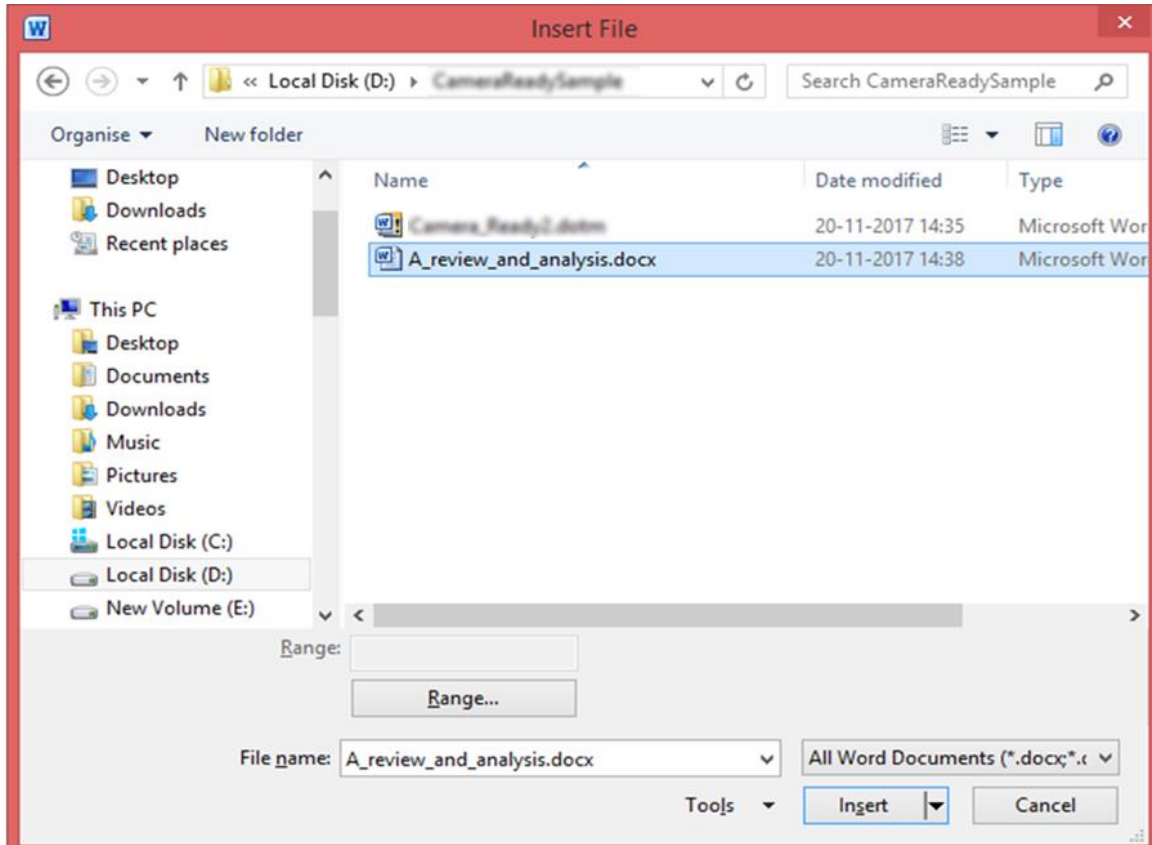 Insert File
« Local Disk (D:)
Search CameraReadySample
Organise New folder
Desktop
Downloads
Recent places
This PC
Desktop
Documents
Downloads
Music
Pictures
Videos
Local Disk (C:)
Local Disk (D:)
New Volume (E:)
Name Date modified Type
20-11-2017 14:35 Microsoft Wor
A_review_and_analysis.docx 20-11-2017 14:38 Microsoft Wor
Range:
Range...
File name: A_review_and_analysis.docx All Word Documents (*.docx;*.c
Tools Insert Cancel